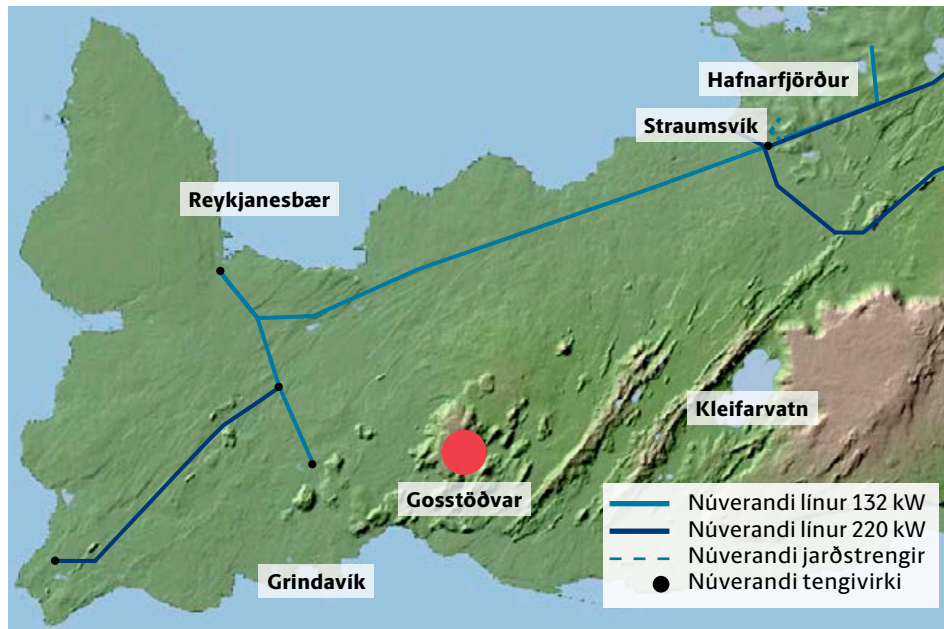 Hafnarfjörður
Straumsvík
Reykjanesbær
Kleifarvatn
Gosstöðvar
Grindavík
Núverandi línur 132 kW
Núverandi línur 220 kW
Núverandi jarðstrengir
Núverandi tengivirki